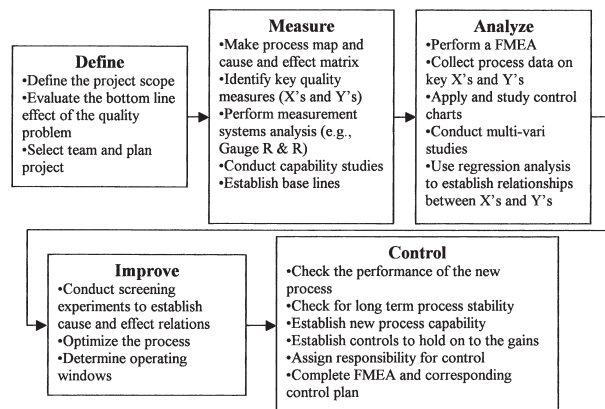 Define
•Define the project scope
•Evaluate the bottom line
effect of the quality
problem
•Select team and plan
project
Measure
•Make process map and
cause and effect matrix
•Identify key quality
measures (X's and Y's)
•Perform measurement
systems analysis (e.g.,
Gauge R & R)
•Conduct capability studies
•Establish base lines
Analyze
•Perform a FMEA
•Collect process data on
key X's and Y's
•Apply and study control
charts
•Conduct multi-vari
studies
•Use regression analysis
to establish relationships
between X's and Y's
Improve
•Conduct screening
experiments to establish
cause and effect relations
•Optimize the process
•Determine operating
windows
Control
•Check the performance of the new
process
•Check for long term process stability
•Establish new process capability
•Establish controls to hold on to the gains
•Assign responsibility for control
•Complete FMEA and corresponding
control plan